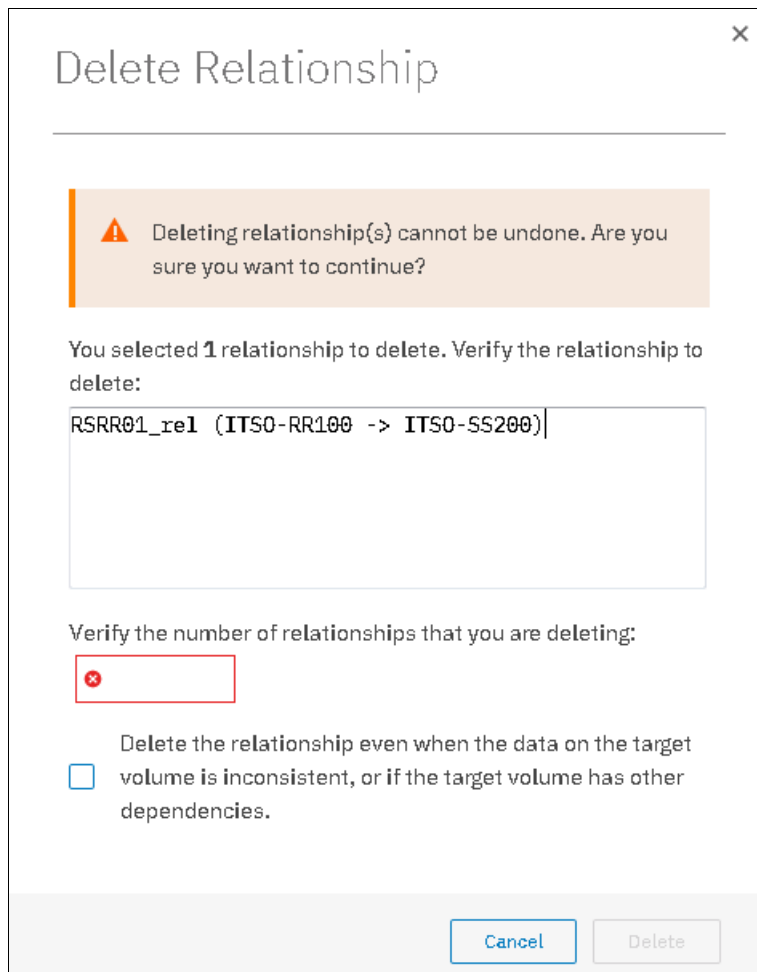 Delete Relationship
Deleting relationship(s) cannot be undone. Are you
sure you want to continue?
You selected 1 relationship to delete. Verify the relationship to
delete:
RSRR01_rel (ITSO-RR100 -> ITSO-SS200)
Verify the number of relationships that you are deleting:
Delete the relationship even when the data on the target
volume is inconsistent, or if the target volume has other
dependencies.
Cancel
Delete